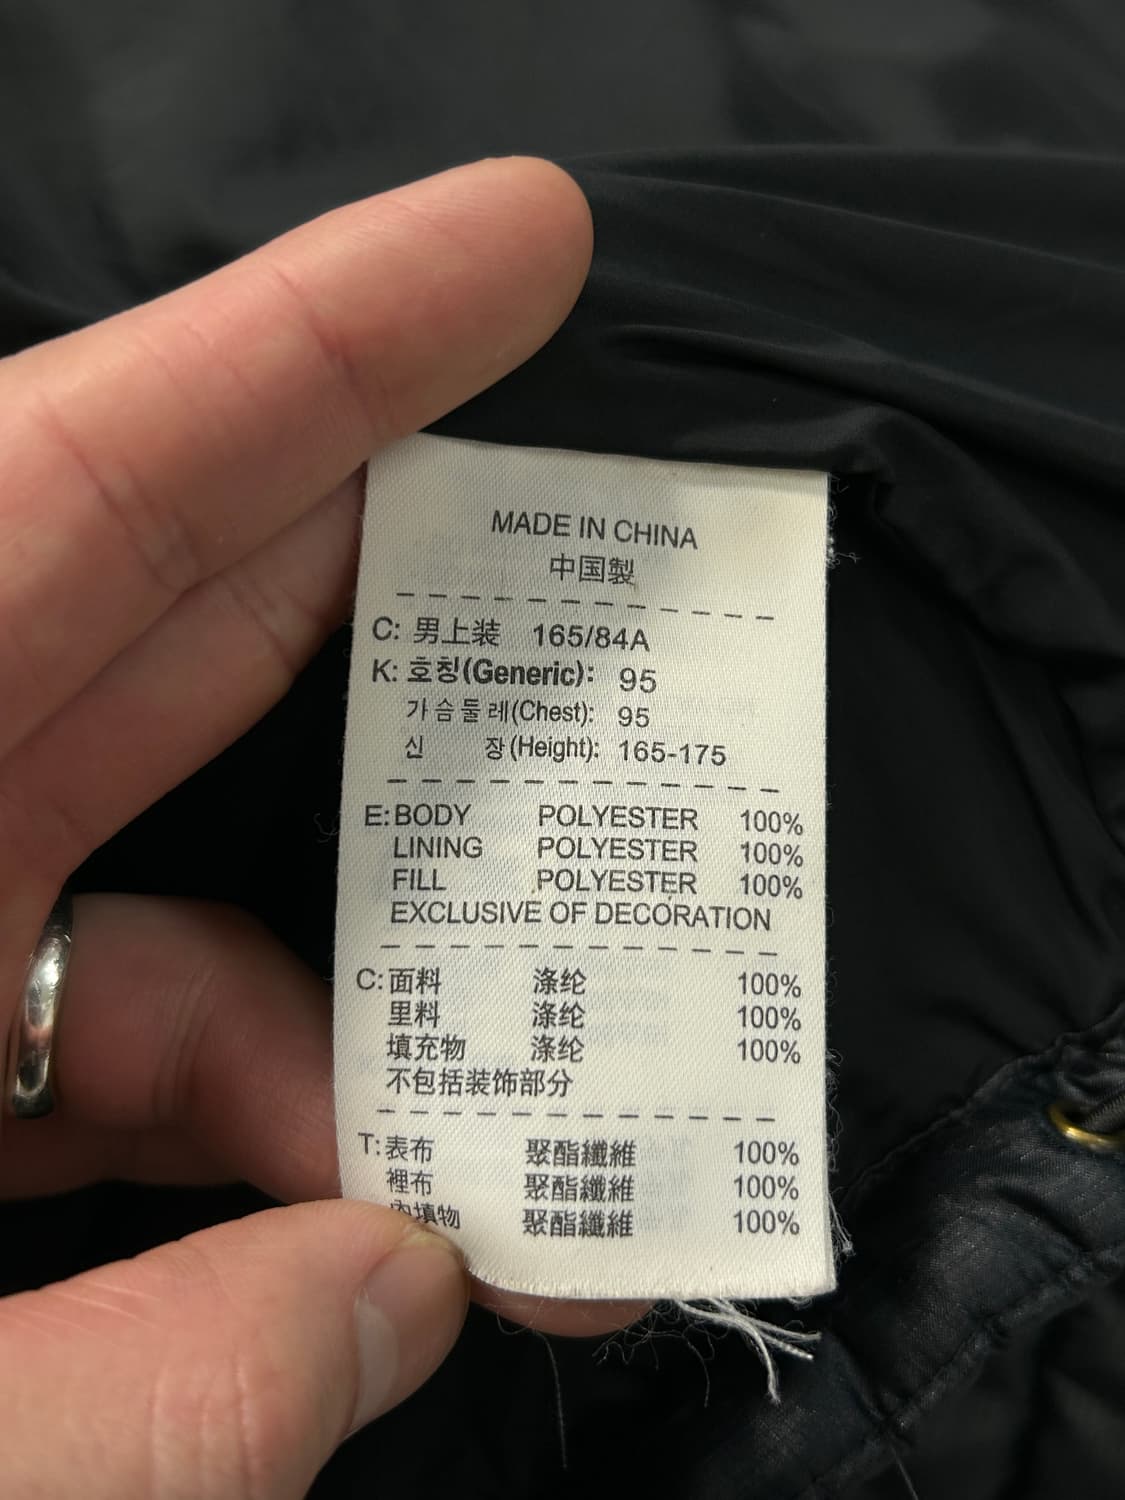 MADE IN CHINA
中国製
C: 男上装 165/84A
K: 호칭(Generic): 95
가슴둘레(Chest): 95
신 장(Height): 165-175
E: BODY POLYESTER 100%
LINING POLYESTER 100%
FILL POLYESTER 100%
EXCLUSIVE OF DECORATION
C: 面料 涤纶 100%
里料 涤纶 100%
填充物 涤纶 100%
不包括装饰部分
T: 表布 聚酯纖維 100%
裡布 聚酯纖維 100%
內填物 聚酯纖維 100%